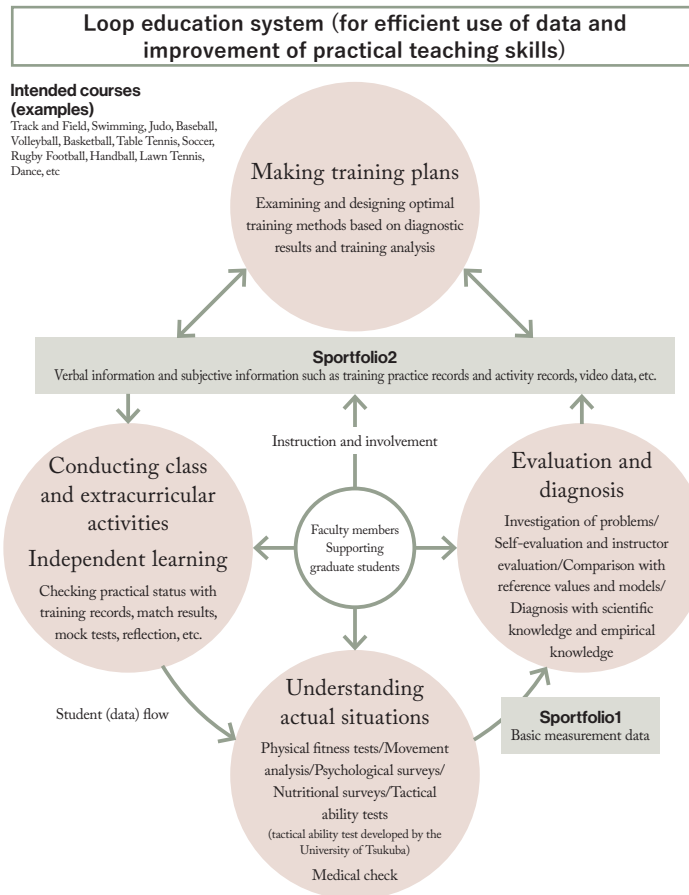 Loop education system (for efficient use of data and
improvement of practical teaching skills)
Intended courses
(examples)
Track and Field, Swimming, Judo, Baseball,
Volleyball, Basketball, Table Tennis, Soccer,
Rugby Football, Handball, Lawn Tennis,
Dance, etc
Making training plans
Examining and designing optimal
training methods based on diagnostic
results and training analysis
Sportfolio2
Verbal information and subjective information such as training practice records and activity records, video data, etc.
Instruction and involvement
Conducting class
and extracurricular
activities
Independent learning
Checking practical status with
training records, match results,
mock tests, reflection, etc.
Faculty members
Supporting
graduate students
Evaluation and
diagnosis
Investigation of problems/
Self-evaluation and instructor
evaluation/Comparison with
reference values and models/
Diagnosis with scientific
knowledge and empirical
knowledge
Student (data) flow
Understanding
actual situations
Physical fitness tests/Movement
analysis/Psychological surveys/
Nutritional surveys/Tactical
ability tests
(tactical ability test developed by the
University of Tsukuba)
Medical check
Sportfolio1
Basic measurement data